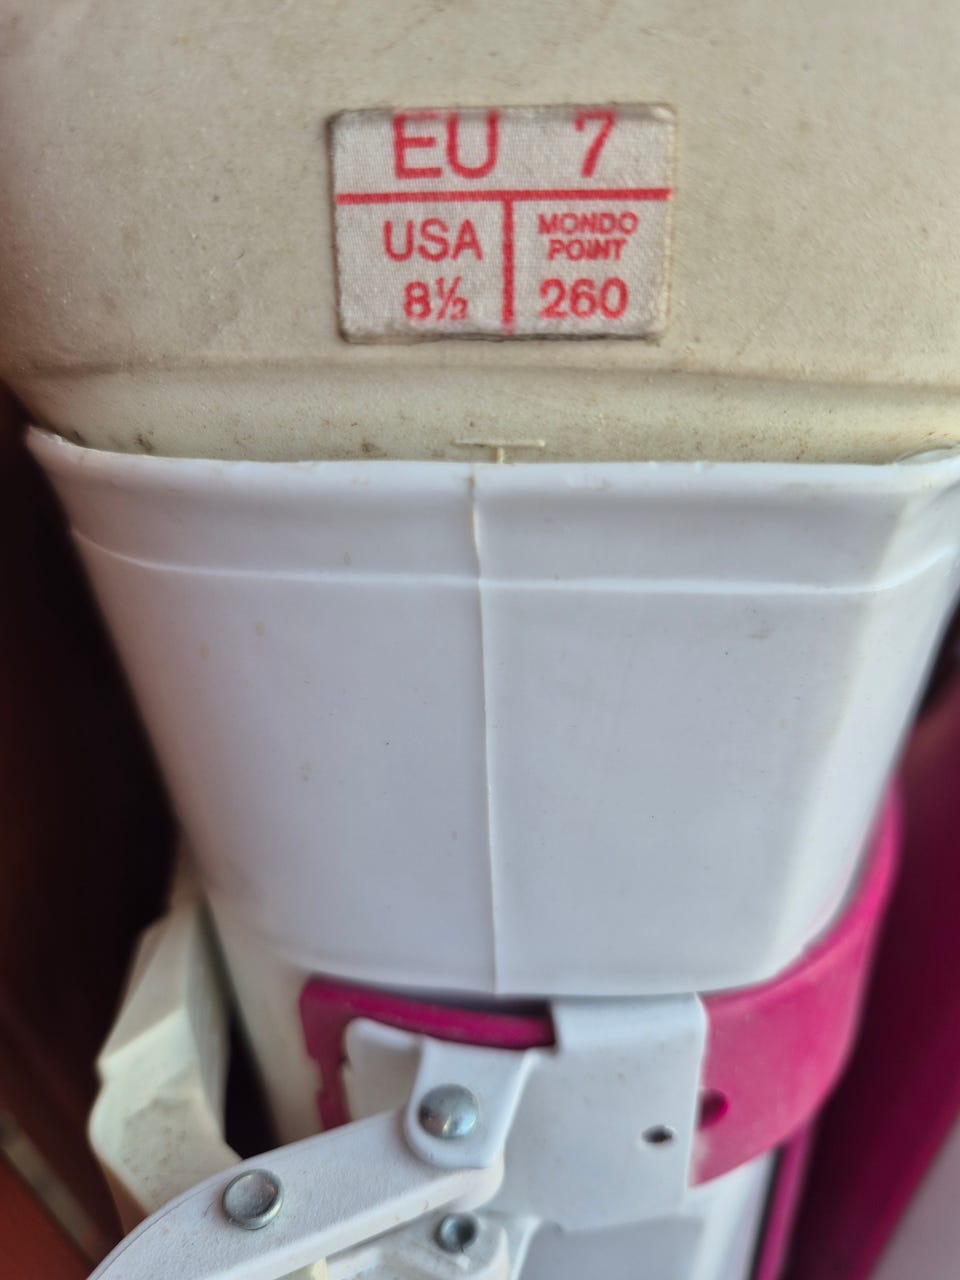 EU 7
USA MONDO
POINT
8½ 260